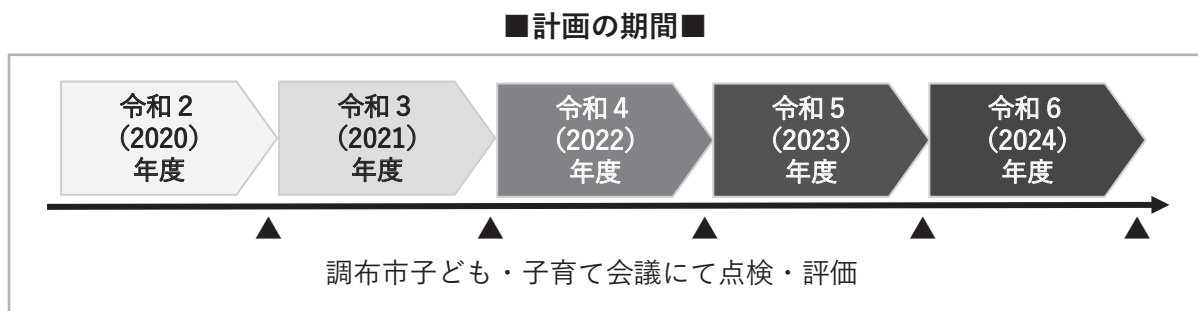 ■計画の期間■
令和2
（2020）
年度
令和3
（2021）
年度
令和4
（2022）
年度
令和5
（2023）
年度
令和6
（2024）
年度
▲ ▲ ▲ ▲ ▲
調布市子ども・子育て会議にて点検・評価